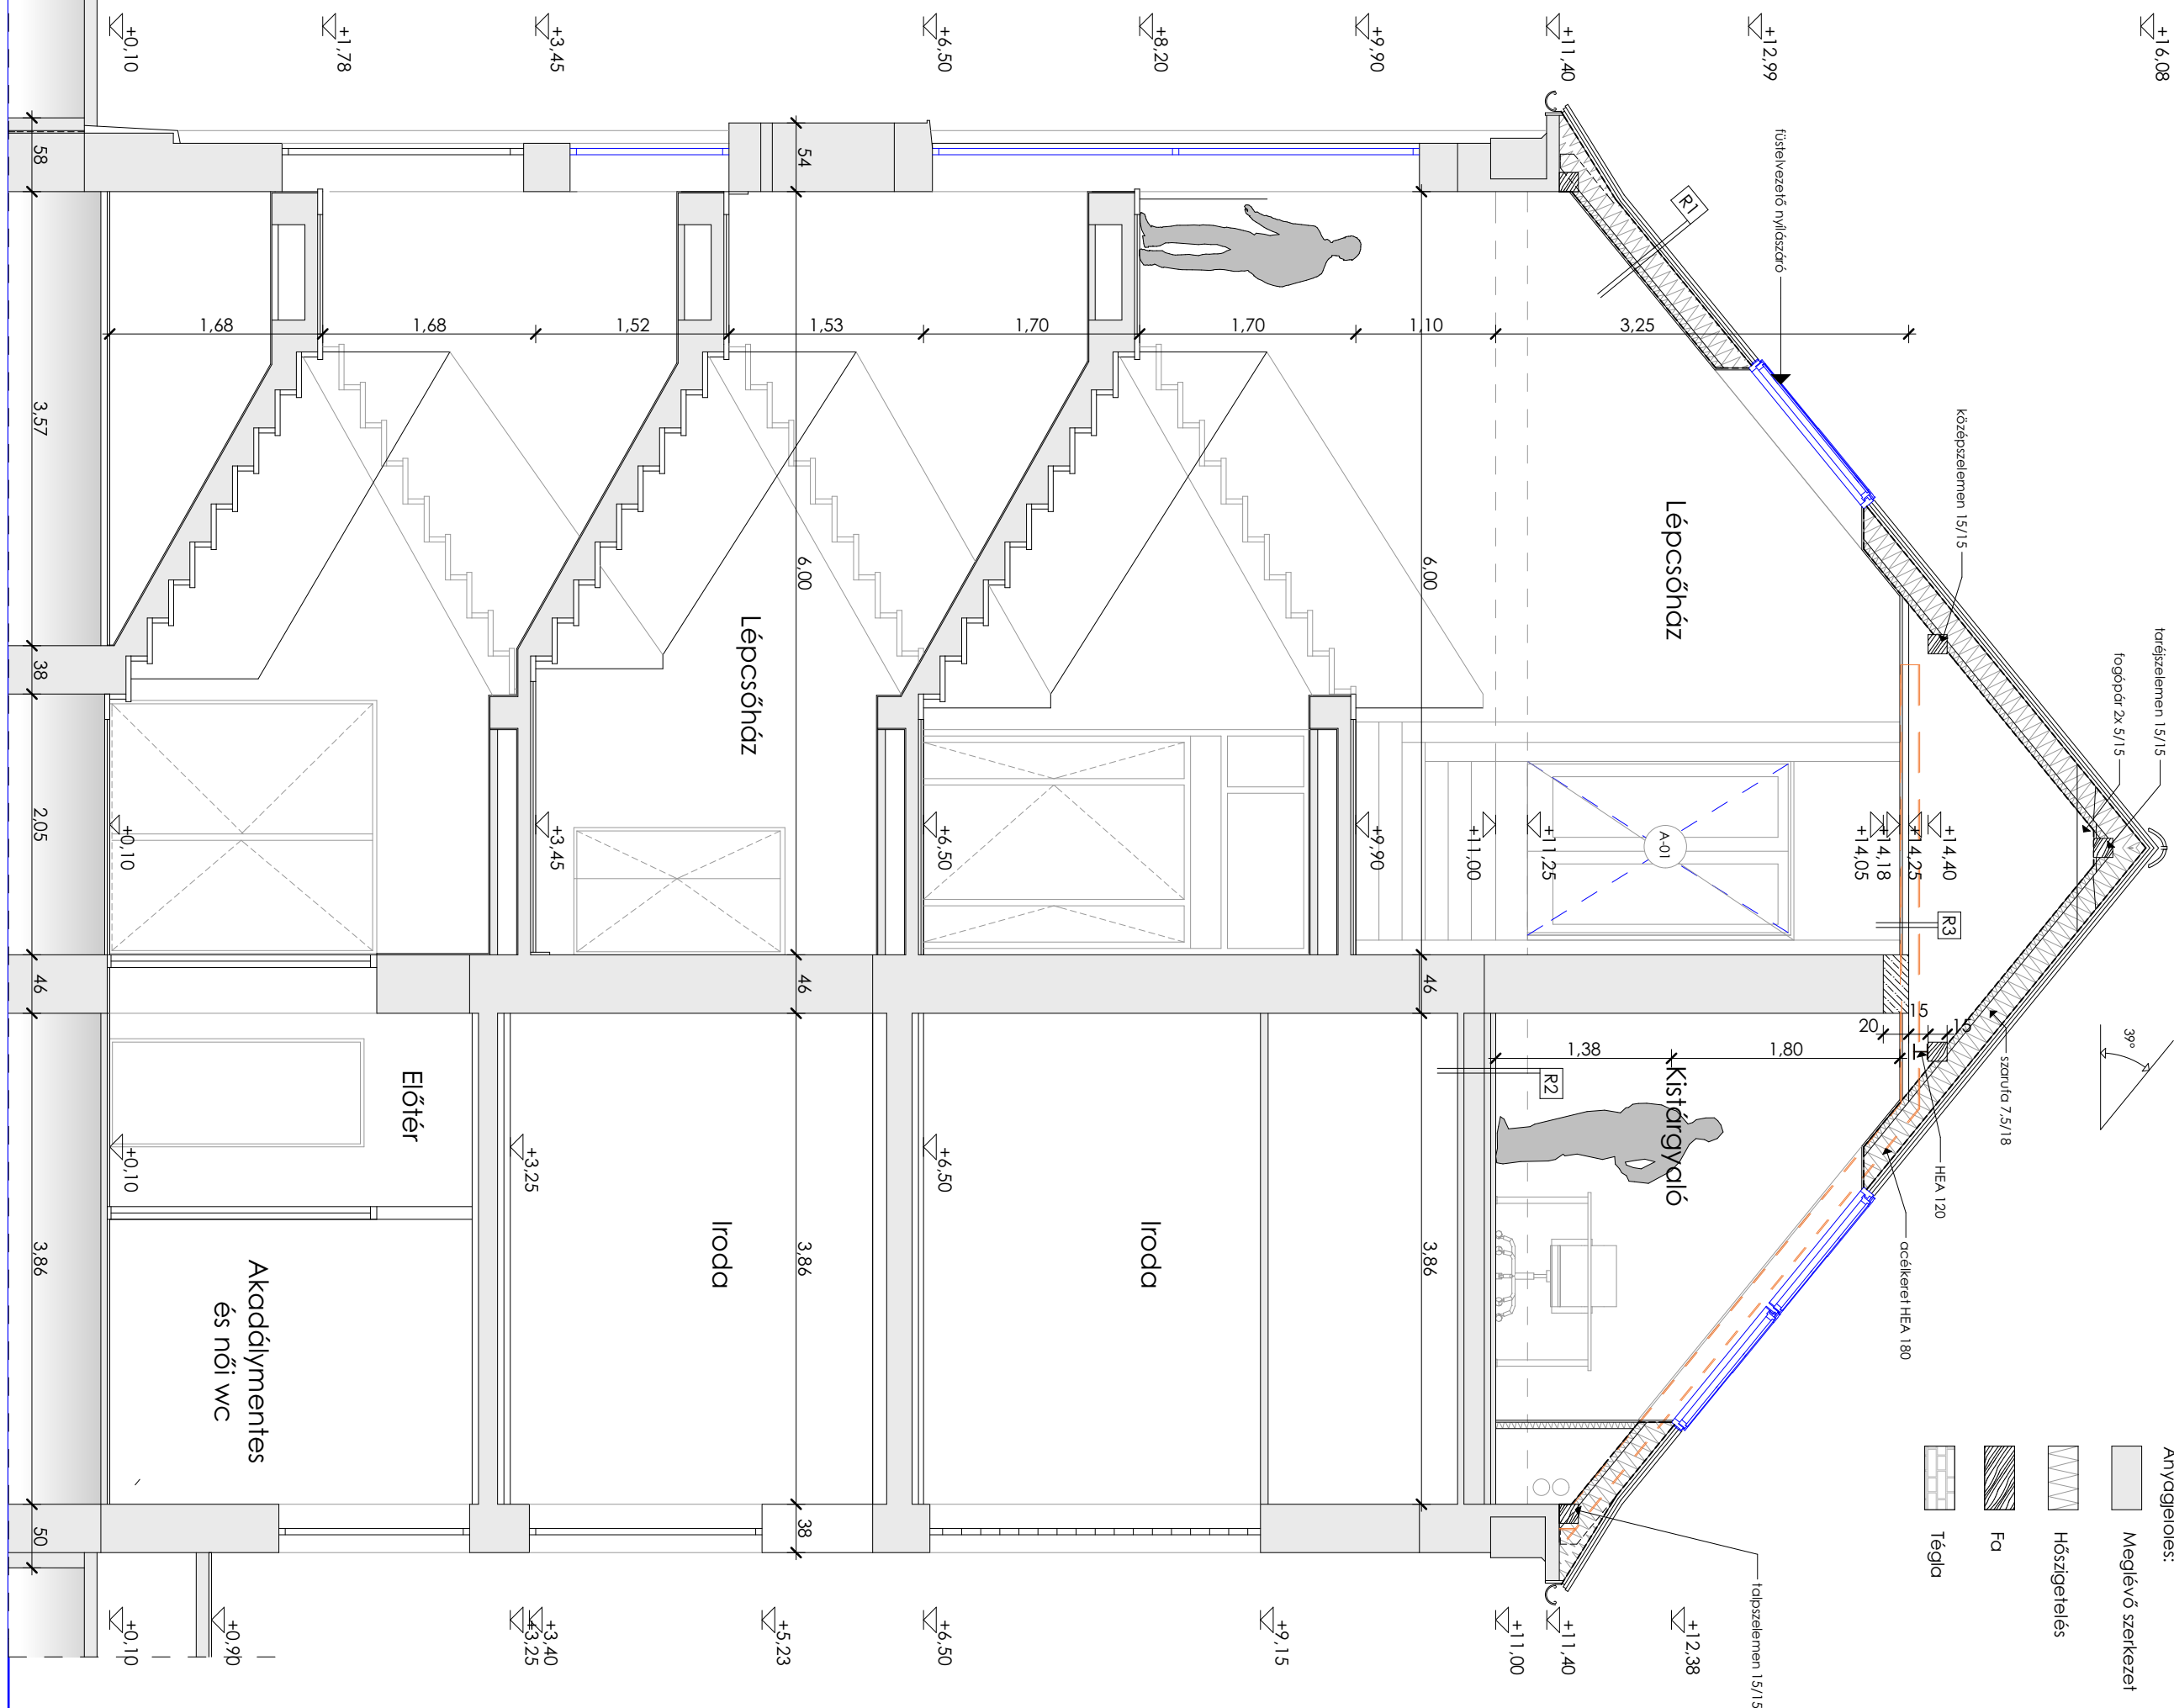 +16,08
+12,99
+11,40
+9,90
+8,20
+6,50
+3,45
+1,78
+0,10
füstelvezető nyílászáró
R1
középszelemen 15/15
taréjszelemen 15/15
fogópár 2x 5/15
39°
Anyagjelölés:
Meglévő szerkezet
Hőszigetelés
Fa
Tégla
szarufa 7,5/18
HEA 120
acélkeret HEA 180
talpszelemen 15/15
R3
R2
+14,40
+14,25
+14,18
+14,05
15
15
20
Lépcsőház
A-01
+11,25
+11,00
+9,90
3,25
1,10
1,70
1,70
1,53
1,52
1,68
1,68
1,80
1,38
Kistárgyaló
6,00
46
3,86
+6,50
+6,50
Iroda
54
6,00
46
3,86
38
Lépcsőház
+3,45
+3,25
Iroda
Előtér
+0,10
+0,10
Akadálymentes
és női wc
58
3,57
38
2,05
46
3,86
50
+12,38
+11,40
+11,00
+9,15
+6,50
+5,23
+3,40
+3,25
+0,90
+0,10